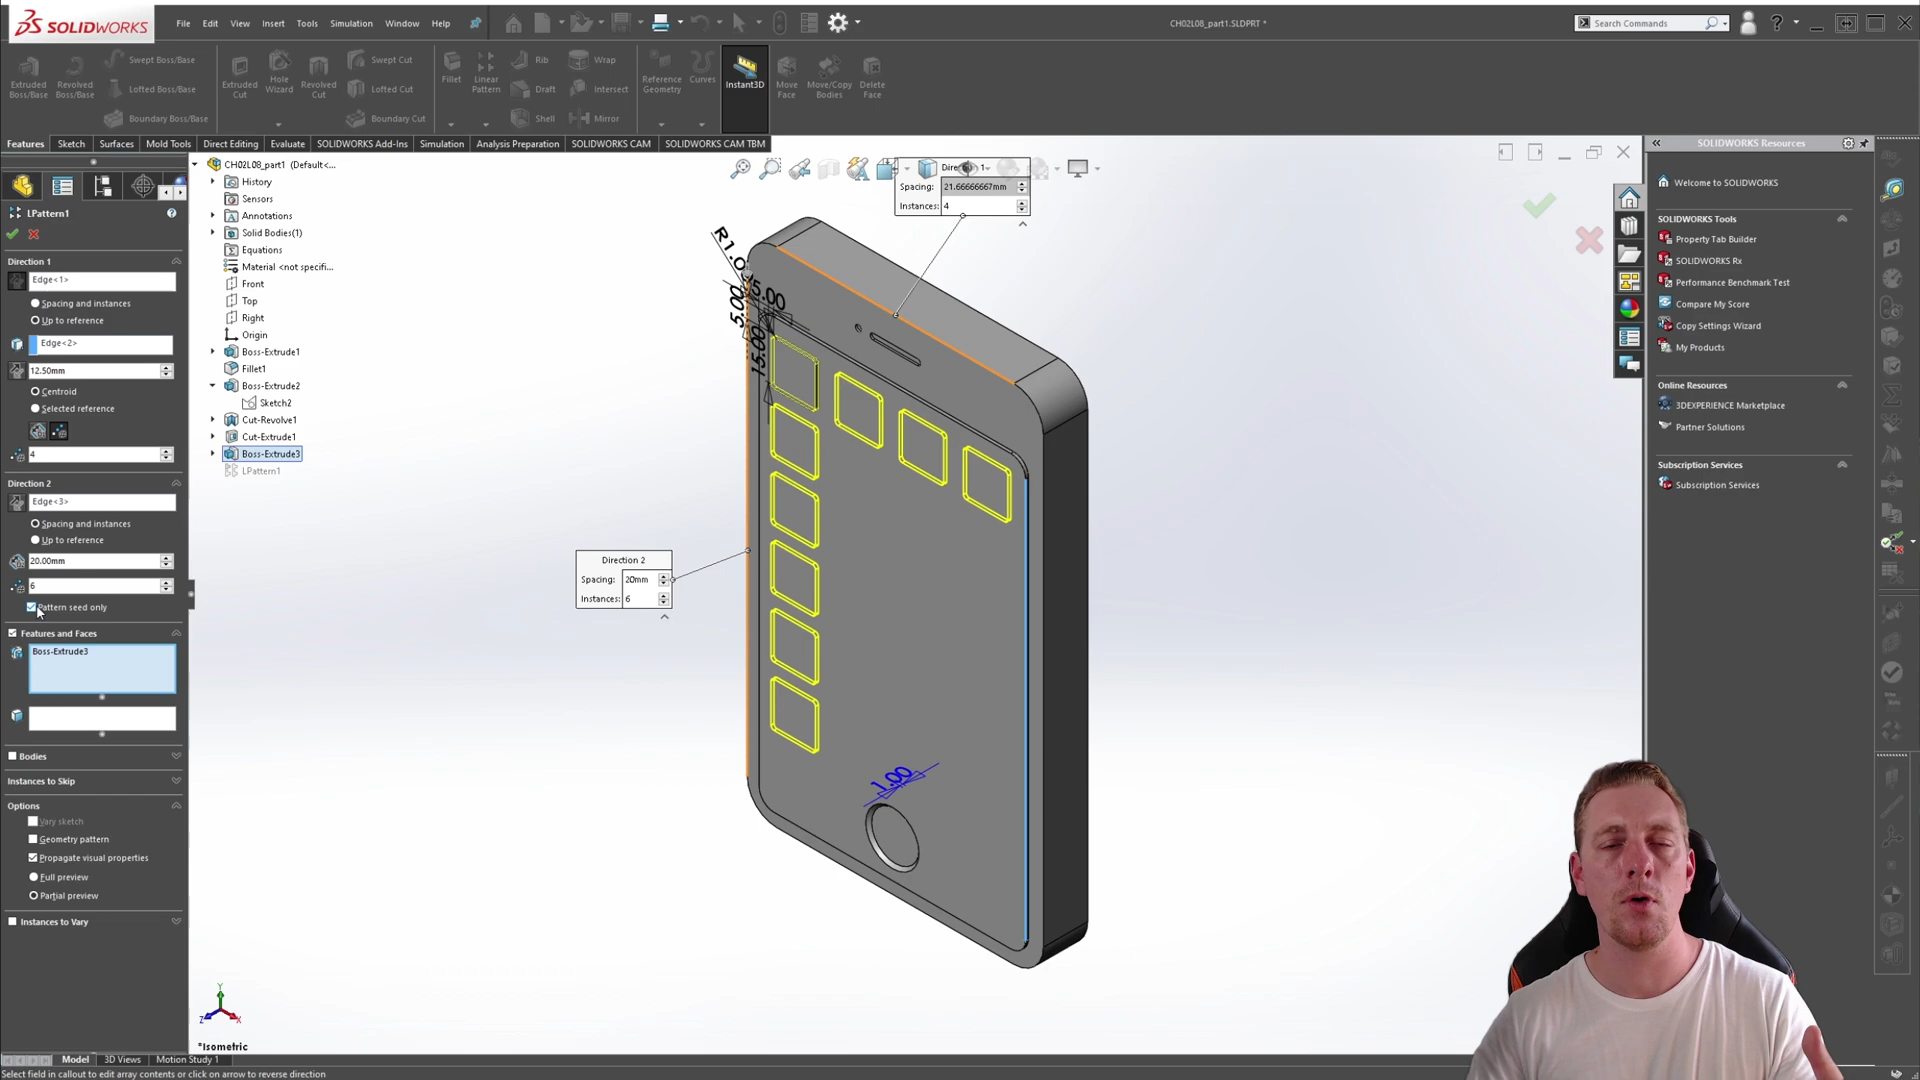 SOLIDWORKS
File Edit View Insert Tools Simulation Window Help
CH02L08_part1.SLDPRT *
Search Commands
Extruded Boss/Base
Revolved Boss/Base
Swept Boss/Base
Lofted Boss/Base
Boundary Boss/Base
Extruded Cut
Hole Wizard
Revolved Cut
Swept Cut
Lofted Cut
Boundary Cut
Fillet
Linear Pattern
Rib
Draft
Shell
Wrap
Intersect
Mirror
Reference Geometry
Curves
Instant3D
Move Face
Move/Copy Bodies
Delete Face
Features Sketch Surfaces Mold Tools Direct Editing Evaluate SOLIDWORKS Add-Ins Simulation Analysis Preparation SOLIDWORKS CAM SOLIDWORKS CAM TBM
LPattern1
Direction 1
Edge<1>
Spacing and instances
Up to reference
Edge<2>
12.50mm
Centroid
Selected reference
4
Direction 2
Edge<3>
Spacing and instances
Up to reference
20.00mm
6
Pattern seed only
Features and Faces
Boss-Extrude3
Bodies
Instances to Skip
Options
Vary sketch
Geometry pattern
Propagate visual properties
Full preview
Partial preview
Instances to Vary
CH02L08_part1 (Default<...
History
Sensors
Annotations
Solid Bodies(1)
Equations
Material <not specifi...
Front
Top
Right
Origin
Boss-Extrude1
Fillet1
Boss-Extrude2
Sketch2
Cut-Revolve1
Cut-Extrude1
Boss-Extrude3
LPattern1
Spacing: 21.66666667mm
Instances: 4
5.00
15.00
Direction 2
Spacing: 20mm
Instances: 6
1.00
*Isometric
SOLIDWORKS Resources
Welcome to SOLIDWORKS
SOLIDWORKS Tools
Property Tab Builder
SOLIDWORKS Rx
Performance Benchmark Test
Compare My Score
Copy Settings Wizard
My Products
Online Resources
3DEXPERIENCE Marketplace
Partner Solutions
Subscription Services
Subscription Services
Model 3D Views Motion Study 1
Select field in callout to edit array contents or click on arrow to reverse direction